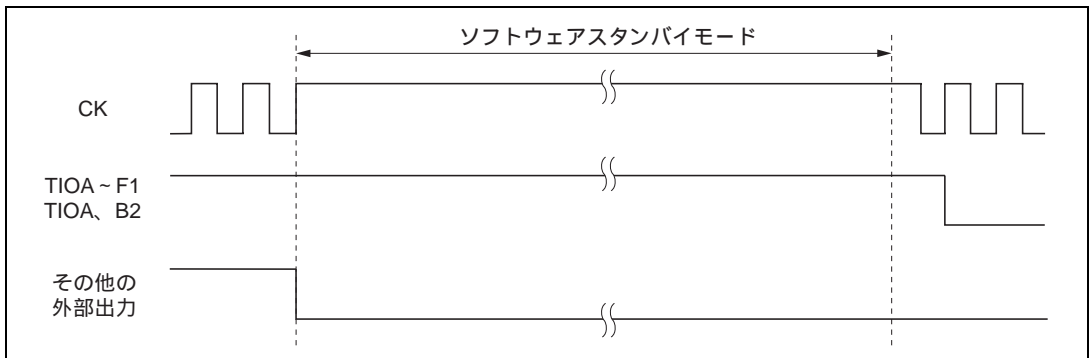 ソフトウェアスタンバイモード
CK
TIOA ~ F1
TIOA、B2
その他の
外部出力